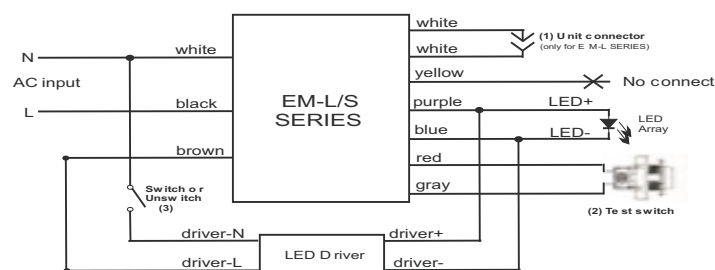 white
(1) Unit connector
(only for EM-L SERIES)
N
white
white
yellow
No connect
AC input
L
black
EM-L/S
SERIES
purple
LED+
LED
Array
blue
LED-
brown
red
Switch or
Unswitch
(3)
gray
(2) Test switch
driver-N
LED Driver
driver+
driver-L
driver-